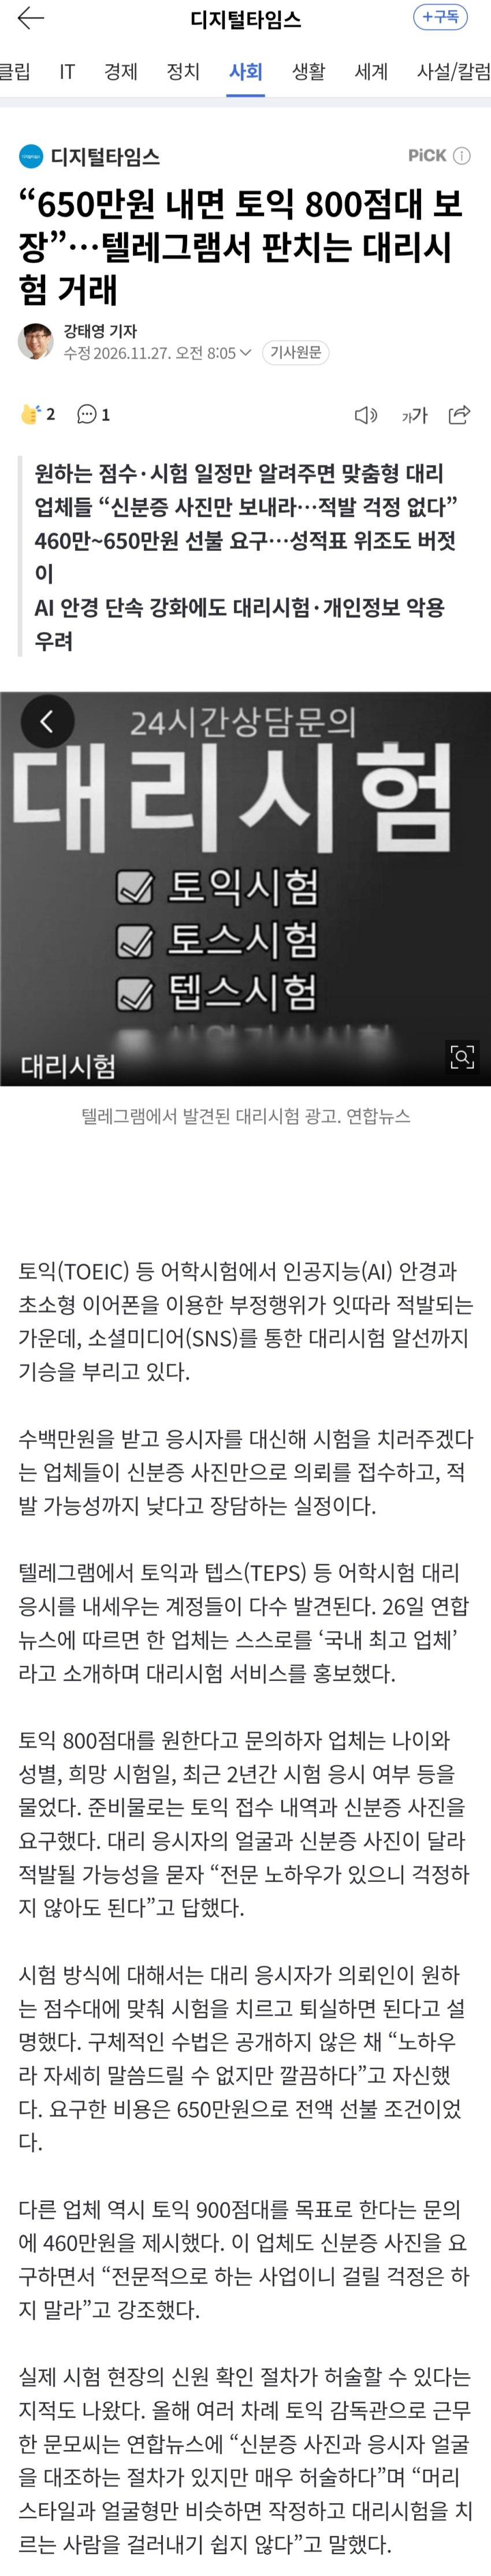 디지털타임스
+구독
클립 IT 경제 정치 사회 생활 세계 사설/칼럼
디지털타임스
PiCK
“650만원 내면 토익 800점대 보
장”…텔레그램서 판치는 대리시
험 거래
강태영 기자
수정 2026.11.27. 오전 8:05
기사원문
2
1
가가
원하는 점수·시험 일정만 알려주면 맞춤형 대리
업체들 “신분증 사진만 보내라…적발 걱정 없다”
460만~650만원 선불 요구…성적표 위조도 버젓
이
AI 안경 단속 강화에도 대리시험·개인정보 악용
우려
24시간상담문의
대리시험
토익시험
토스시험
텝스시험
대리시험
텔레그램에서 발견된 대리시험 광고. 연합뉴스
토익(TOEIC) 등 어학시험에서 인공지능(AI) 안경과
초소형 이어폰을 이용한 부정행위가 잇따라 적발되는
가운데, 소셜미디어(SNS)를 통한 대리시험 알선까지
기승을 부리고 있다.
수백만원을 받고 응시자를 대신해 시험을 치러주겠다
는 업체들이 신분증 사진만으로 의뢰를 접수하고, 적
발 가능성까지 낮다고 장담하는 실정이다.
텔레그램에서 토익과 텝스(TEPS) 등 어학시험 대리
응시를 내세우는 계정들이 다수 발견된다. 26일 연합
뉴스에 따르면 한 업체는 스스로를 ‘국내 최고 업체’
라고 소개하며 대리시험 서비스를 홍보했다.
토익 800점대를 원한다고 문의하자 업체는 나이와
성별, 희망 시험일, 최근 2년간 시험 응시 여부 등을
물었다. 준비물로는 토익 접수 내역과 신분증 사진을
요구했다. 대리 응시자의 얼굴과 신분증 사진이 달라
적발될 가능성을 묻자 “전문 노하우가 있으니 걱정하
지 않아도 된다”고 답했다.
시험 방식에 대해서는 대리 응시자가 의뢰인이 원하
는 점수대에 맞춰 시험을 치르고 퇴실하면 된다고 설
명했다. 구체적인 수법은 공개하지 않은 채 “노하우
라 자세히 말씀드릴 수 없지만 깔끔하다”고 자신했
다. 요구한 비용은 650만원으로 전액 선불 조건이었
다.
다른 업체 역시 토익 900점대를 목표로 한다는 문의
에 460만원을 제시했다. 이 업체도 신분증 사진을 요
구하면서 “전문적으로 하는 사업이니 걸릴 걱정은 하
지 말라”고 강조했다.
실제 시험 현장의 신원 확인 절차가 허술할 수 있다는
지적도 나왔다. 올해 여러 차례 토익 감독관으로 근무
한 문모씨는 연합뉴스에 “신분증 사진과 응시자 얼굴
을 대조하는 절차가 있지만 매우 허술하다”며 “머리
스타일과 얼굴형만 비슷하면 작정하고 대리시험을 치
르는 사람을 걸러내기 쉽지 않다”고 말했다.